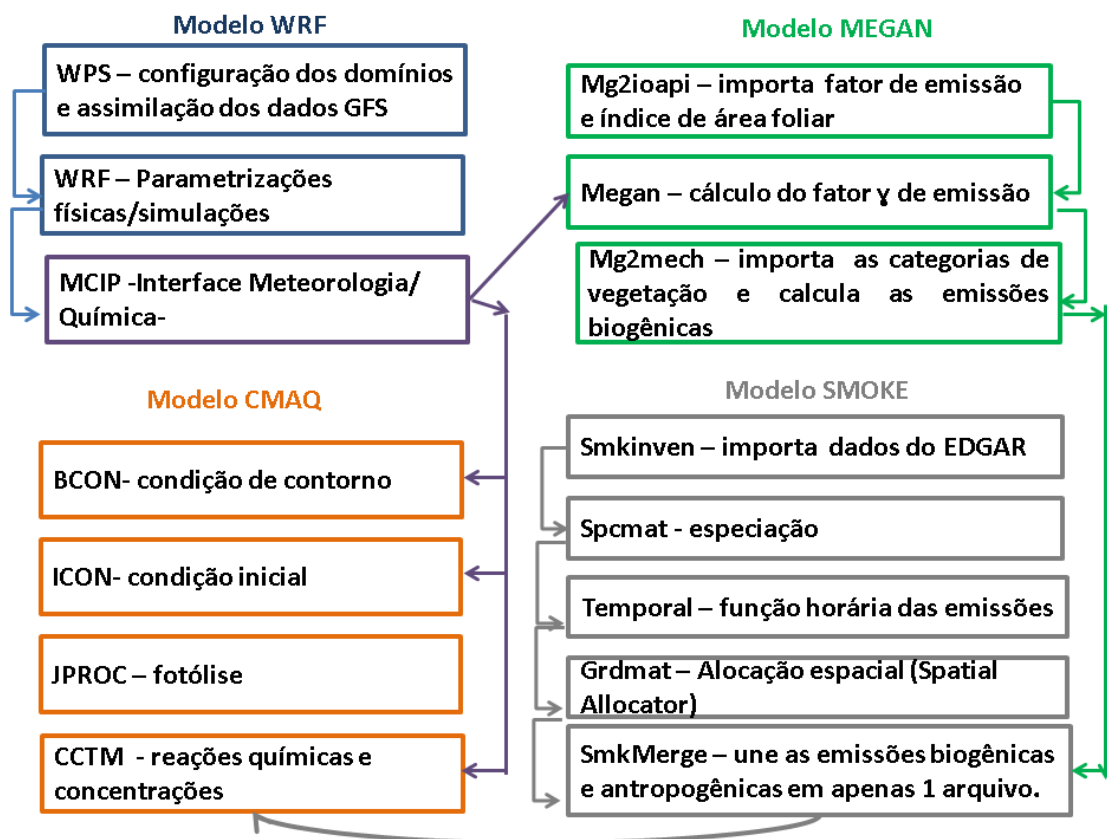 Modelo WRF
WPS – configuração dos domínios
e assimilação dos dados GFS
WRF – Parametrizações
físicas/simulações
MCIP -Interface Meteorologia/
Química-
Modelo MEGAN
Mg2ioapi – importa fator de emissão
e índice de área foliar
Megan – cálculo do fator ɣ de emissão
Mg2mech – importa as categorias de
vegetação e calcula as emissões
biogênicas
Modelo CMAQ
BCON- condição de contorno
ICON- condição inicial
JPROC – fotólise
CCTM - reações químicas e
concentrações
Modelo SMOKE
Smkinven – importa dados do EDGAR
Spcmat - especiação
Temporal – função horária das emissões
Grdmat – Alocação espacial (Spatial
Allocator)
SmkMerge – une as emissões biogênicas
e antropogênicas em apenas 1 arquivo.